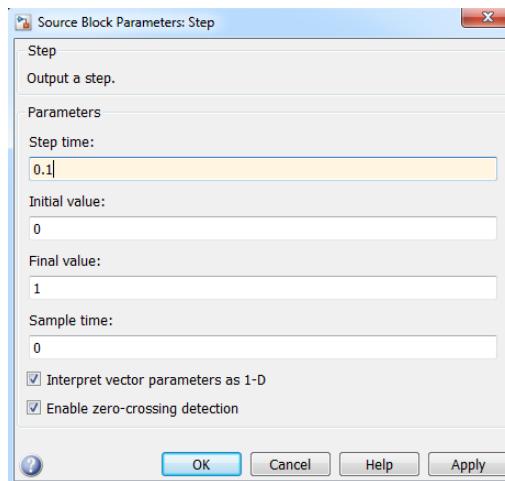 Source Block Parameters: Step
Step
Output a step.
Parameters
Step time:
0.1
Initial value:
0
Final value:
1
Sample time:
0
Interpret vector parameters as 1-D
Enable zero-crossing detection
OK Cancel Help Apply